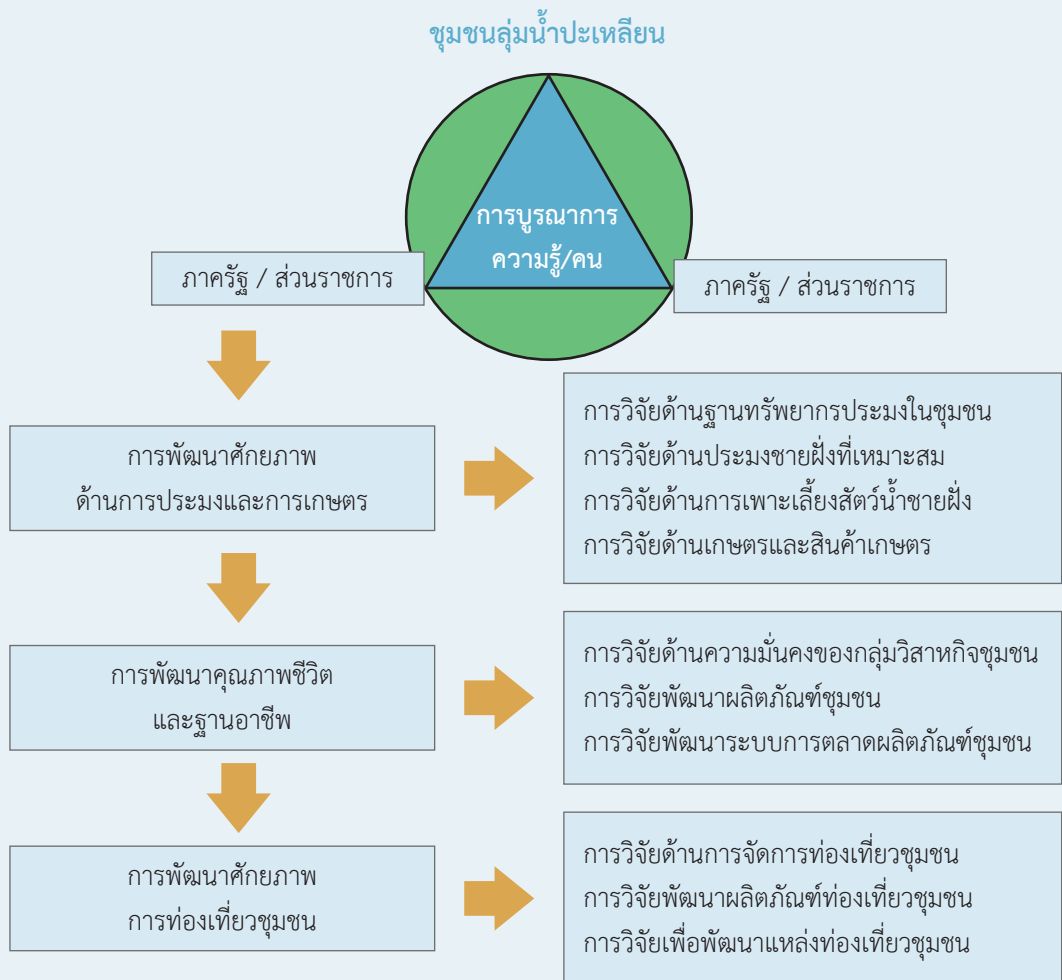 ชุมชนลุ่มน้ำปะเหลียน
การบูรณาการ
ความรู้/คน
ภาครัฐ / ส่วนราชการ
ภาครัฐ / ส่วนราชการ
การพัฒนาศักยภาพ
ด้านการประมงและการเกษตร
การวิจัยด้านฐานทรัพยากรประมงในชุมชน
การวิจัยด้านประมงชายฝั่งที่เหมาะสม
การวิจัยด้านการเพาะเลี้ยงสัตว์น้ำชายฝั่ง
การวิจัยด้านเกษตรและสินค้าเกษตร
การพัฒนาคุณภาพชีวิต
และฐานอาชีพ
การวิจัยด้านความมั่นคงของกลุ่มวิสาหกิจชุมชน
การวิจัยพัฒนาผลิตภัณฑ์ชุมชน
การวิจัยพัฒนาระบบการตลาดผลิตภัณฑ์ชุมชน
การพัฒนาศักยภาพ
การท่องเที่ยวชุมชน
การวิจัยด้านการจัดการท่องเที่ยวชุมชน
การวิจัยพัฒนาผลิตภัณฑ์ท่องเที่ยวชุมชน
การวิจัยเพื่อพัฒนาแหล่งท่องเที่ยวชุมชน